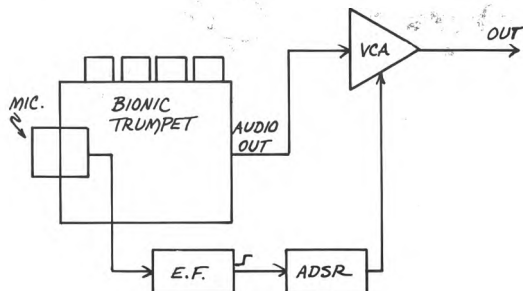 OUT
VCA
MIC.
BIONIC
TRUMPET
AUDIO
OUT
E.F.
ADSR